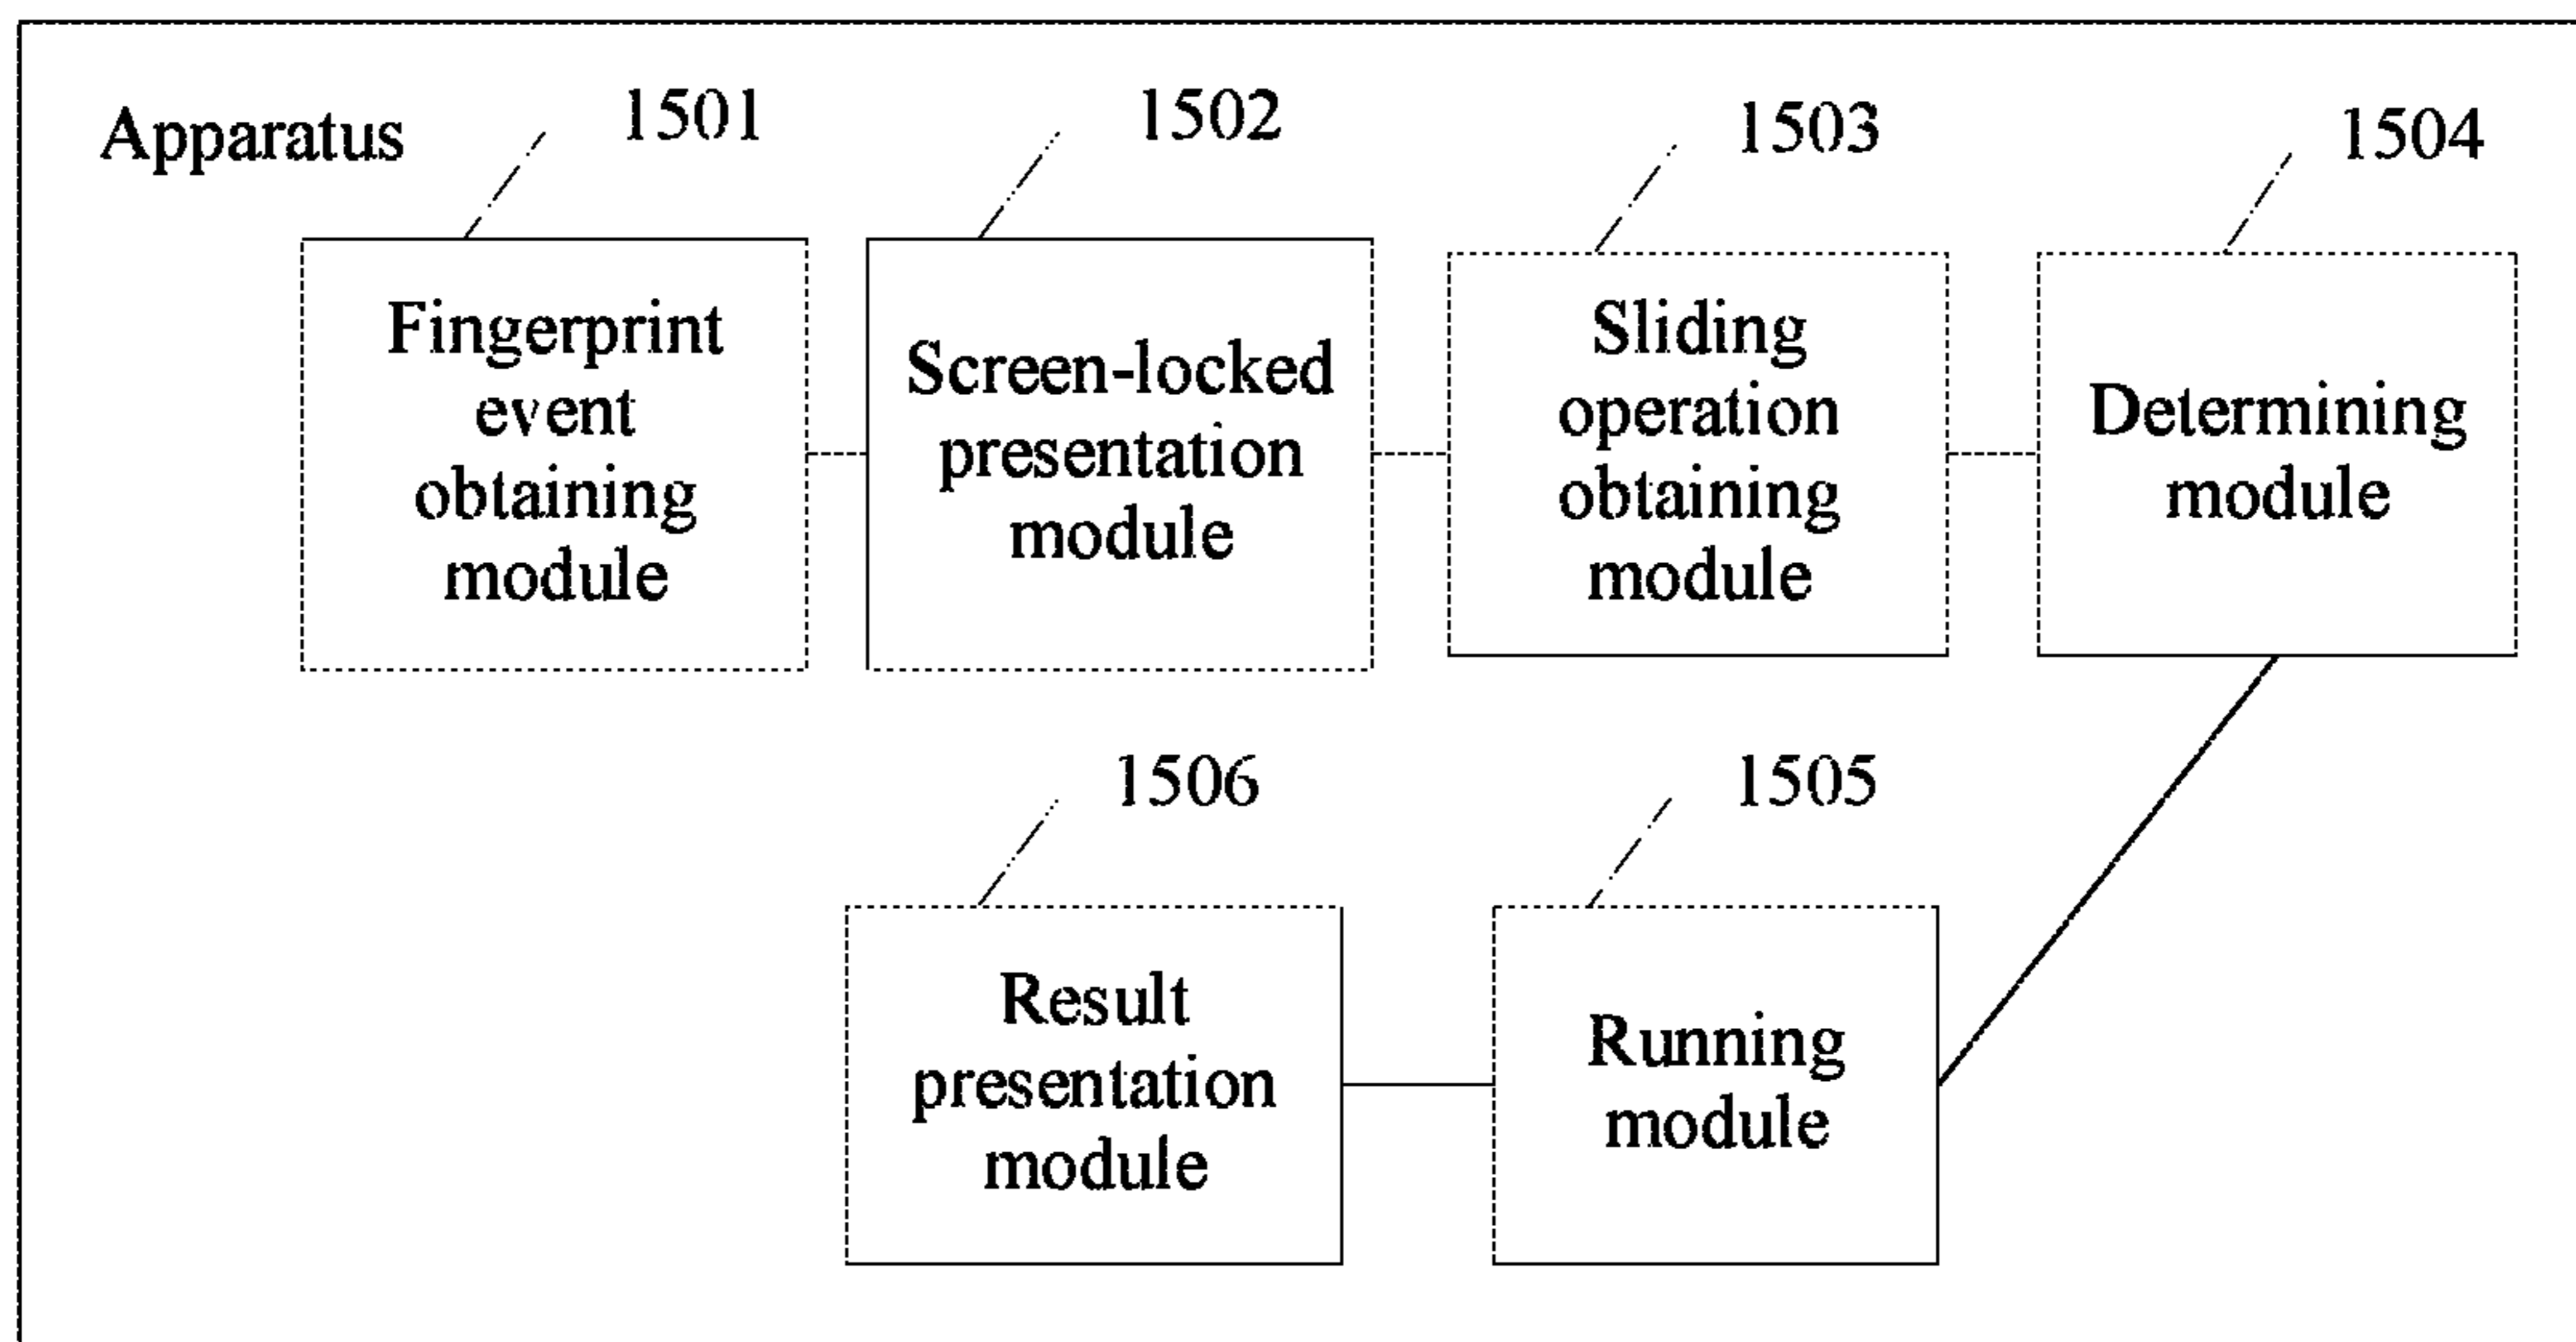 Apparatus
1501
1502
1503
1504
Fingerprint
event
obtaining
module
Screen-locked
presentation
module
Sliding
operation
obtaining
module
Determining
module
1506
1505
Result
presentation
module
Running
module